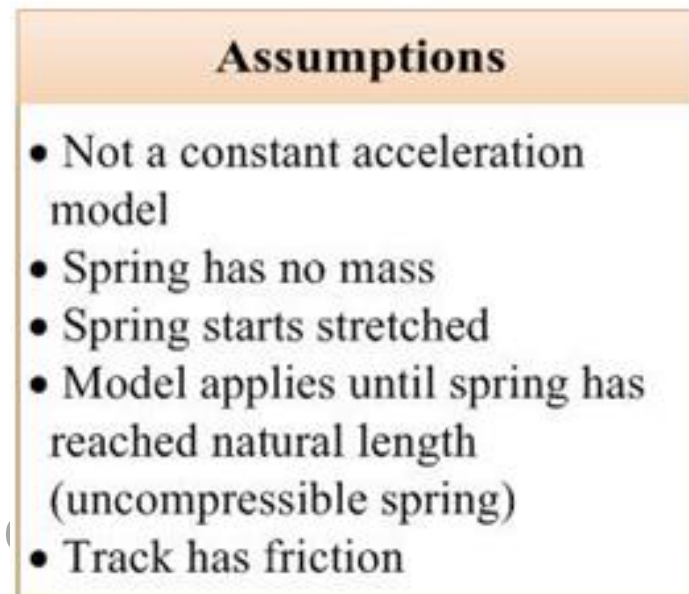 Assumptions
• Not a constant acceleration
model
• Spring has no mass
• Spring starts stretched
• Model applies until spring has
reached natural length
(uncompressible spring)
• Track has friction